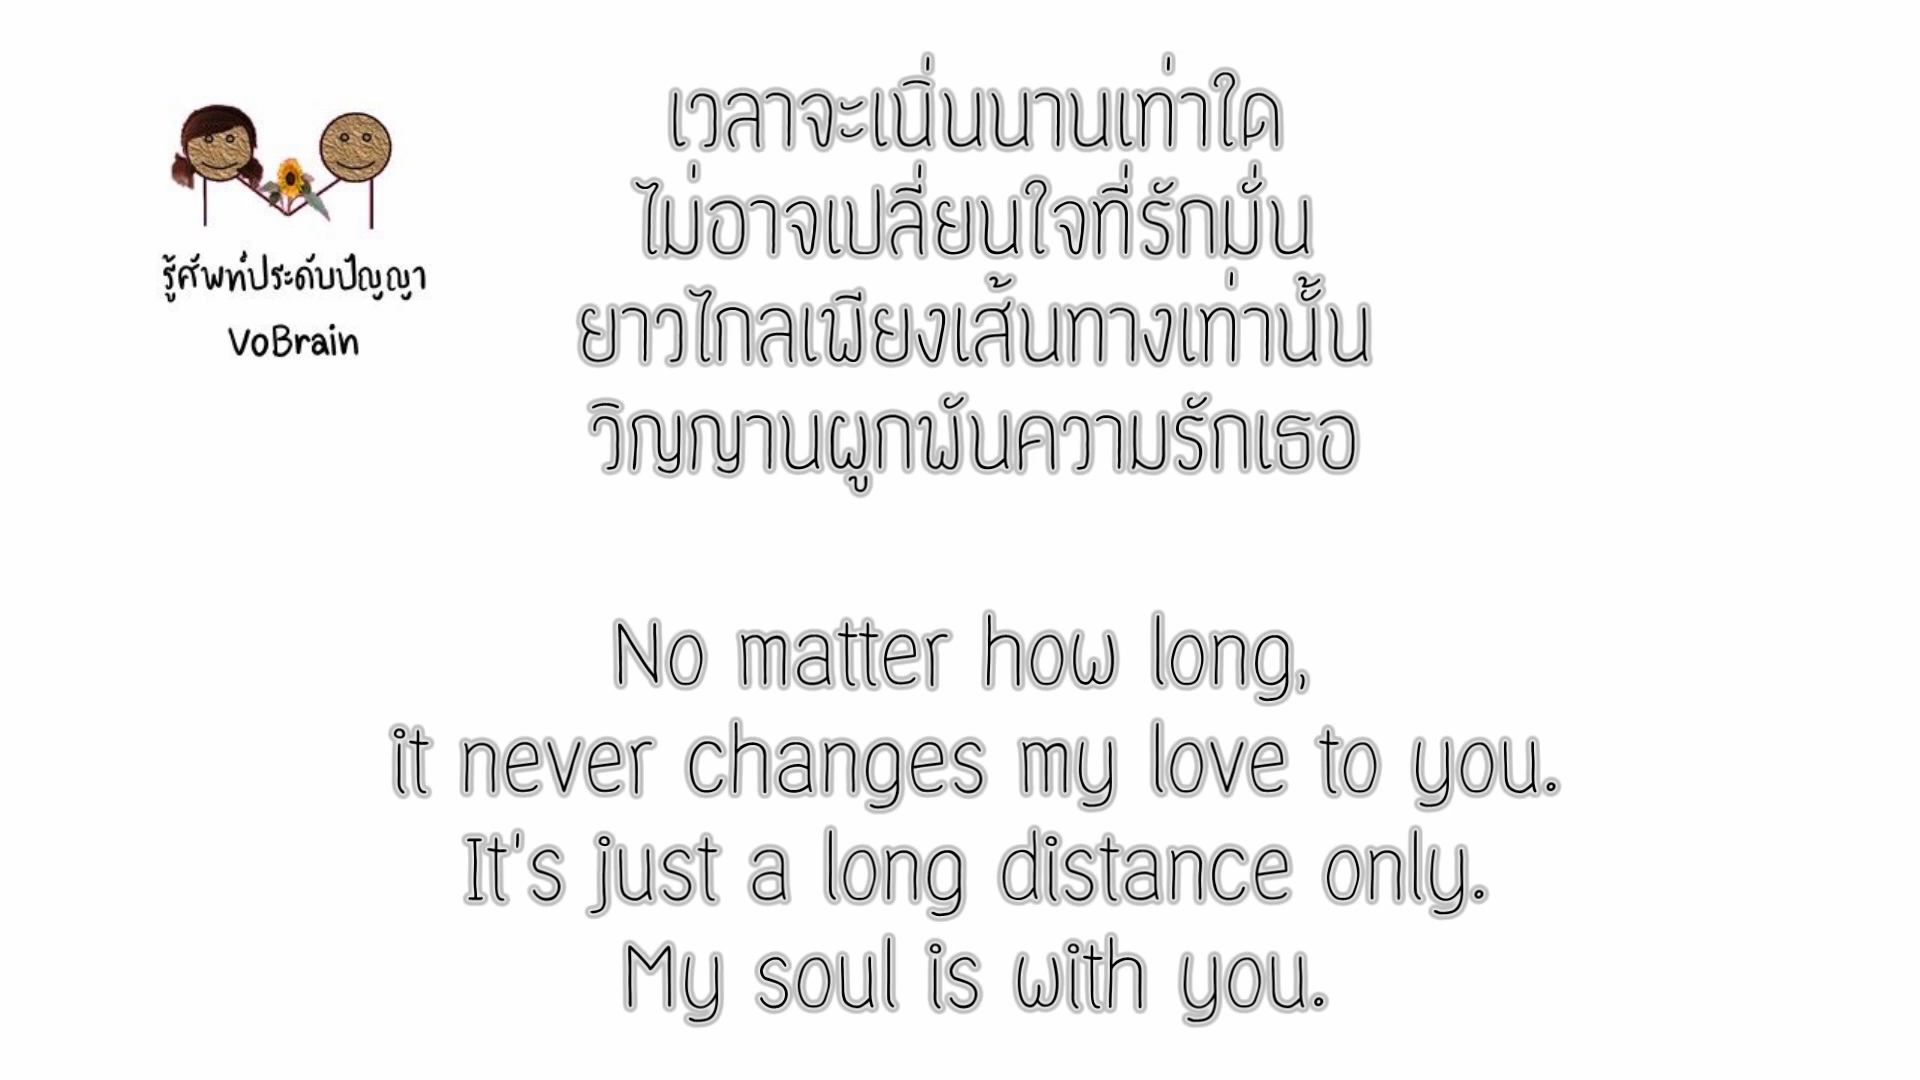 รู้ศัพท์ประดับปัญญา
VoBrain
เวลาจะเนิ่นนานเท่าใด
ไม่อาจเปลี่ยนใจที่รักมั่น
ยาวไกลเพียงเส้นทางเท่านั้น
วิญญานผูกพันความรักเธอ
No matter how long,
it never changes my love to you.
It's just a long distance only.
My soul is with you.